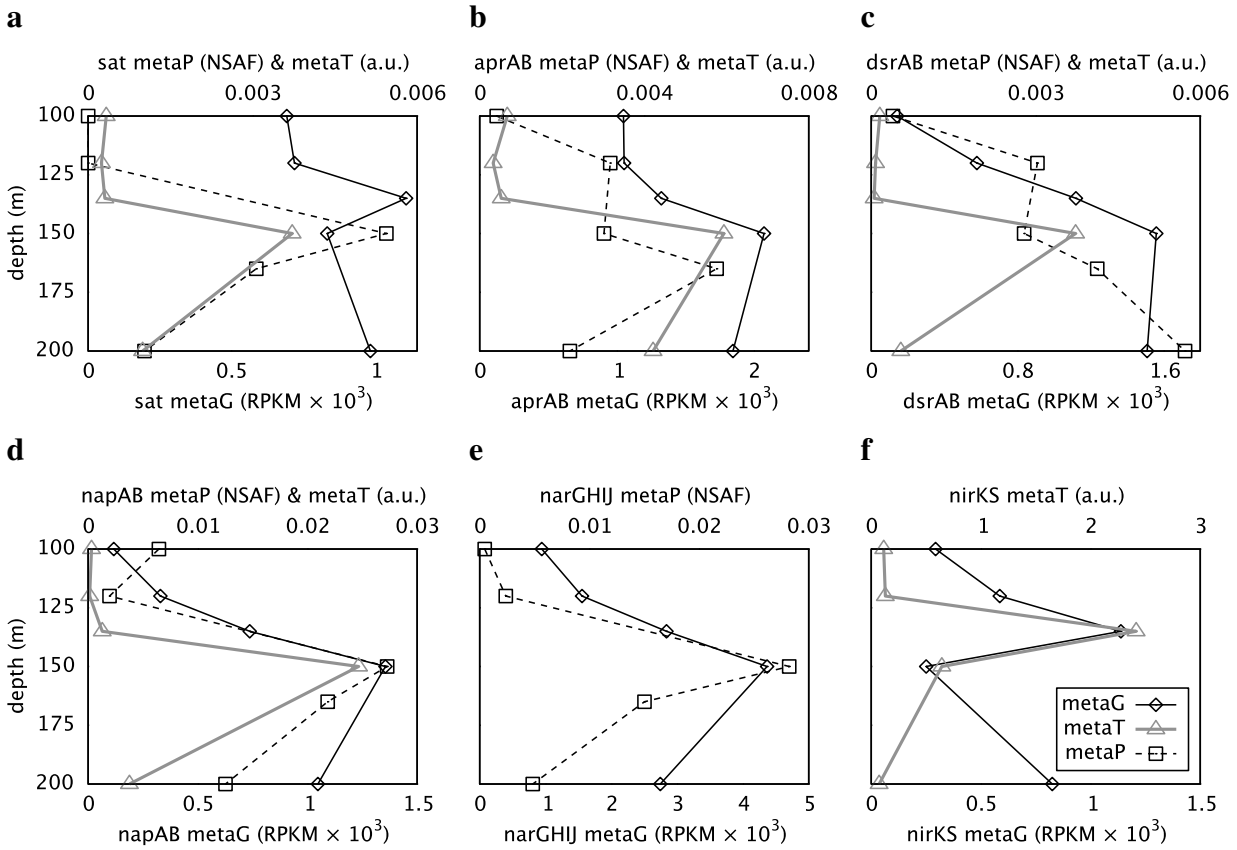 a
sat metaP (NSAF) & metaT (a.u.)
0 0.003 0.006
100
125
150
175
200
depth (m)
0 0.5 1
sat metaG (RPKM × 10³)
b
aprAB metaP (NSAF) & metaT (a.u.)
0 0.004 0.008
0 1 2
aprAB metaG (RPKM × 10³)
c
dsrAB metaP (NSAF) & metaT (a.u.)
0 0.003 0.006
0 0.8 1.6
dsrAB metaG (RPKM × 10³)
d
napAB metaP (NSAF) & metaT (a.u.)
0 0.01 0.02 0.03
100
125
150
175
200
depth (m)
0 0.5 1 1.5
napAB metaG (RPKM × 10³)
e
narGHIJ metaP (NSAF)
0 0.01 0.02 0.03
0 1 2 3 4 5
narGHIJ metaG (RPKM × 10³)
f
nirKS metaT (a.u.)
0 1 2 3
metaG
metaT
metaP
0 0.5 1 1.5
nirKS metaG (RPKM × 10³)